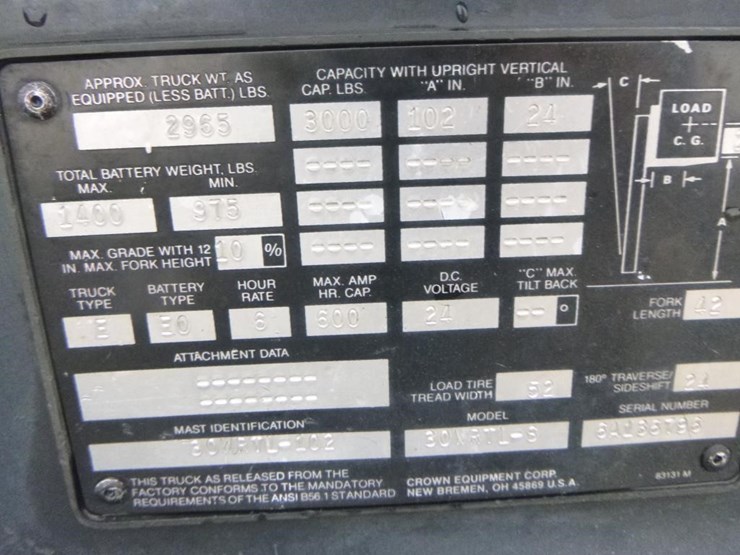 APPROX. TRUCK WT. AS
EQUIPPED (LESS BATT.) LBS.
2965
CAPACITY WITH UPRIGHT VERTICAL
CAP. LBS. "A" IN. "B" IN.
3000 102 24
---- ---- ----
---- ---- ----
---- ---- ----
C
LOAD
C. G.
B
A
TOTAL BATTERY WEIGHT, LBS.
MAX. MIN.
1400 975
MAX. GRADE WITH 12
IN. MAX. FORK HEIGHT 10 %
TRUCK
TYPE
E
BATTERY
TYPE
EO
HOUR
RATE
6
MAX. AMP
HR. CAP.
600
D.C.
VOLTAGE
24
"C" MAX.
TILT BACK
-- °
FORK
LENGTH 42
ATTACHMENT DATA
--------
--------
LOAD TIRE
TREAD WIDTH 52
180° TRAVERSE/
SIDESHIFT 24
MAST IDENTIFICATION
MODEL
SERIAL NUMBER
THIS TRUCK AS RELEASED FROM THE
FACTORY CONFORMS TO THE MANDATORY
REQUIREMENTS OF THE ANSI B56.1 STANDARD
CROWN EQUIPMENT CORP.
NEW BREMEN, OH 45869 U.S.A.
83131 M